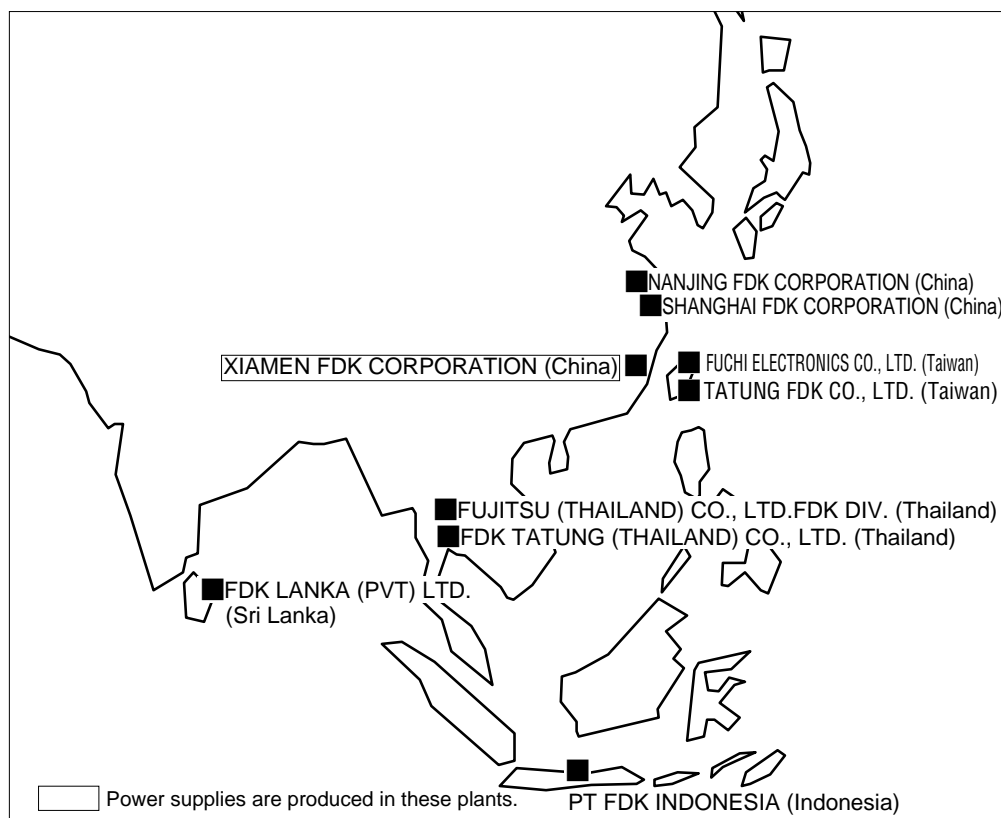 NANJING FDK CORPORATION (China)
SHANGHAI FDK CORPORATION (China)
XIAMEN FDK CORPORATION (China)
FUCHI ELECTRONICS CO., LTD. (Taiwan)
TATUNG FDK CO., LTD. (Taiwan)
FUJITSU (THAILAND) CO., LTD.FDK DIV. (Thailand)
FDK TATUNG (THAILAND) CO., LTD. (Thailand)
FDK LANKA (PVT) LTD.
(Sri Lanka)
Power supplies are produced in these plants.
PT FDK INDONESIA (Indonesia)